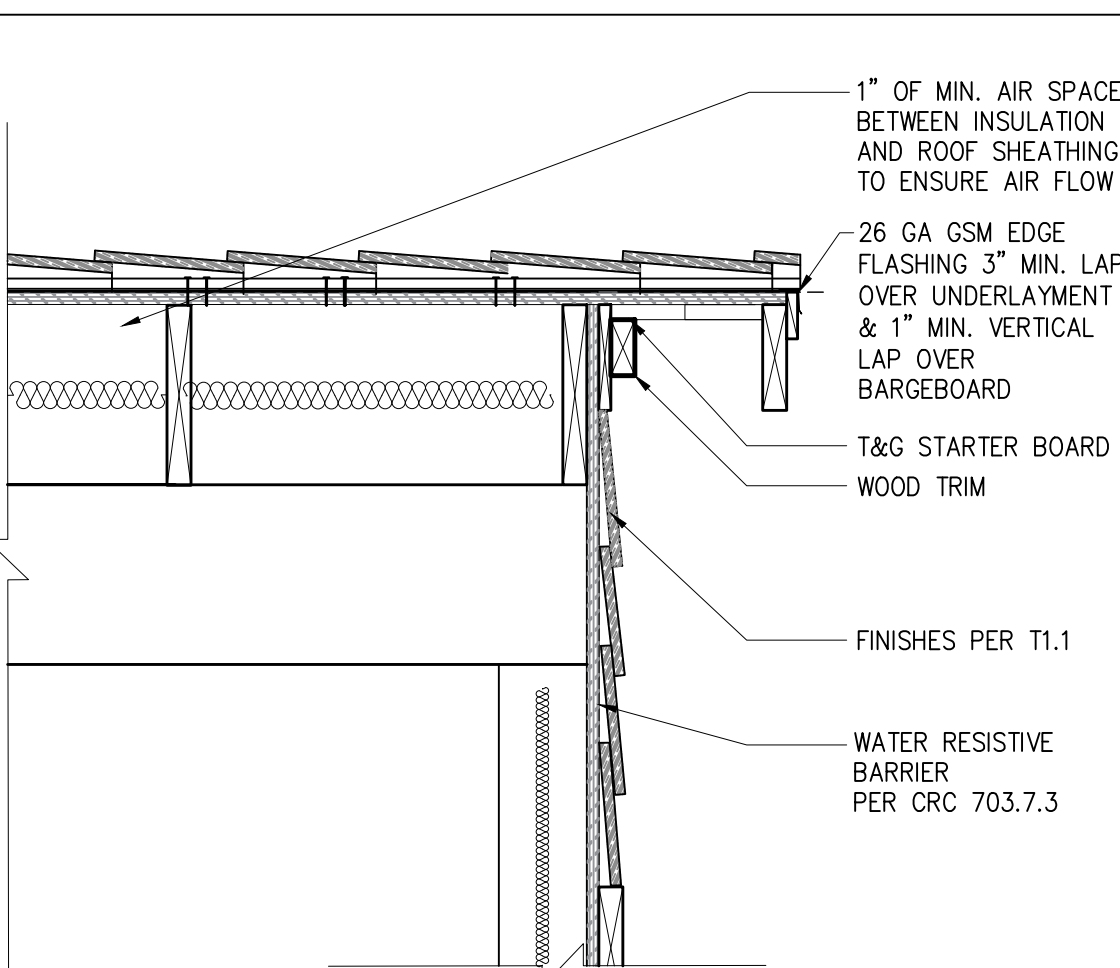 1” OF MIN. AIR SPACE
BETWEEN INSULATION
AND ROOF SHEATHING
TO ENSURE AIR FLOW
26 GA GSM EDGE
FLASHING 3” MIN. LAP
OVER UNDERLAYMENT
& 1” MIN. VERTICAL
LAP OVER
BARGEBOARD
T&G STARTER BOARD
WOOD TRIM
FINISHES PER T1.1
WATER RESISTIVE
BARRIER
PER CRC 703.7.3